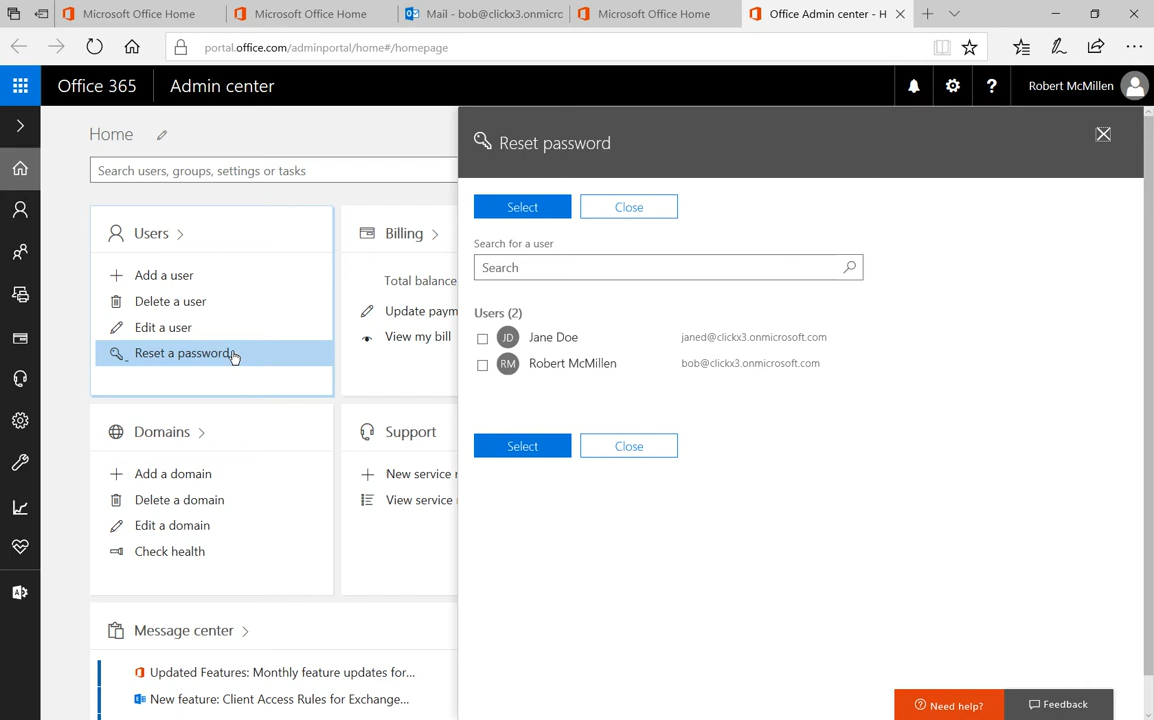 Microsoft Office Home
Microsoft Office Home
Mail - bob@clickx3.onmicrc
Microsoft Office Home
Office Admin center - H
portal.office.com/adminportal/home#/homepage
Office 365
Admin center
Robert McMillen
Home
Search users, groups, settings or tasks
Users
Add a user
Delete a user
Edit a user
Reset a password
Billing
Total balance
Update paym
View my bill
Domains
Add a domain
Delete a domain
Edit a domain
Check health
Support
New service r
View service
Message center
Updated Features: Monthly feature updates for...
New feature: Client Access Rules for Exchange...
Reset password
Select
Close
Search for a user
Search
Users (2)
JD Jane Doe janed@clickx3.onmicrosoft.com
RM Robert McMillen bob@clickx3.onmicrosoft.com
Select
Close
Need help?
Feedback